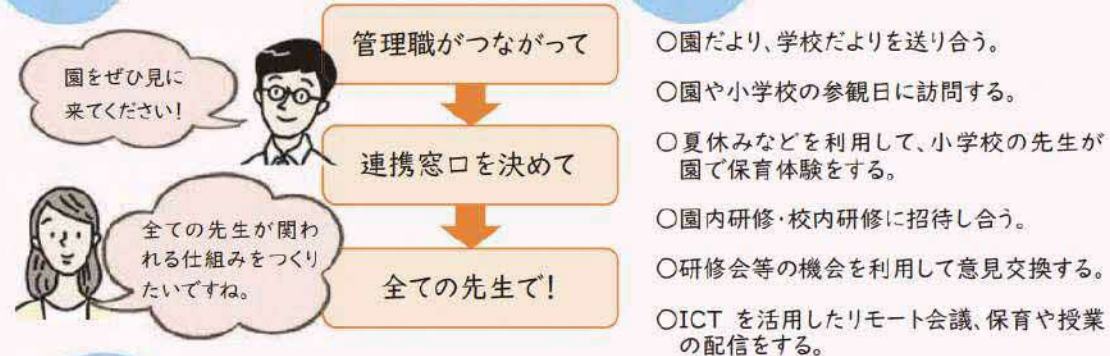 管理職がつながって
園をぜひ見に
来てください!
連携窓口を決めて
全ての先生が関わ
れる仕組みをつくり
たいですね。
全ての先生で!
○園だより、学校だよりを送り合う。
○園や小学校の参観日に訪問する。
○夏休みなどを利用して、小学校の先生が
園で保育体験をする。
○園内研修・校内研修に招待し合う。
○研修会等の機会を利用して意見交換する。
○ICT を活用したリモート会議、保育や授業
の配信をする。